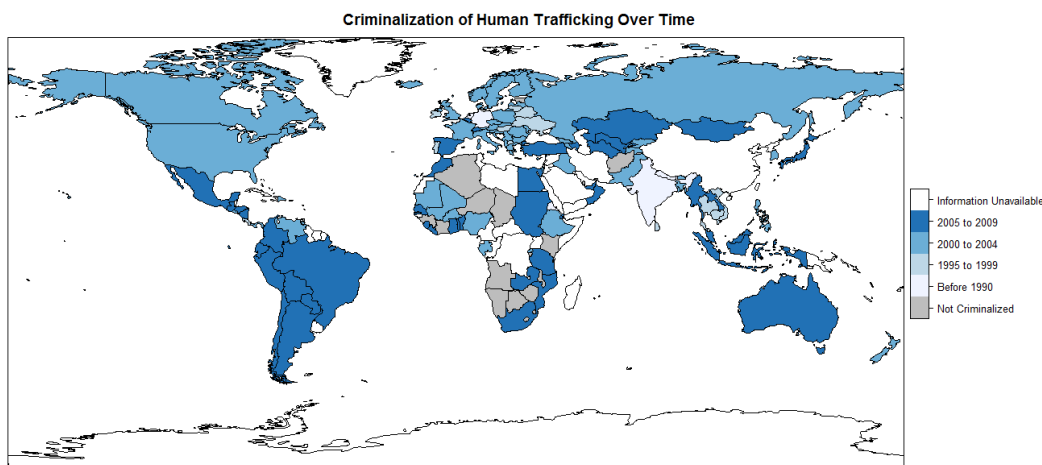 Criminalization of Human Trafficking Over Time
Information Unavailable
2005 to 2009
2000 to 2004
1995 to 1999
Before 1990
Not Criminalized